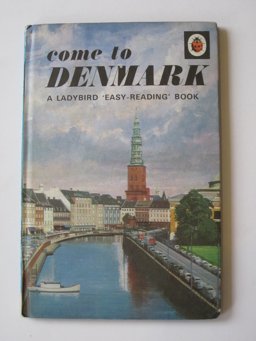 come to
DENMARK
A LADYBIRD 'EASY-READING' BOOK